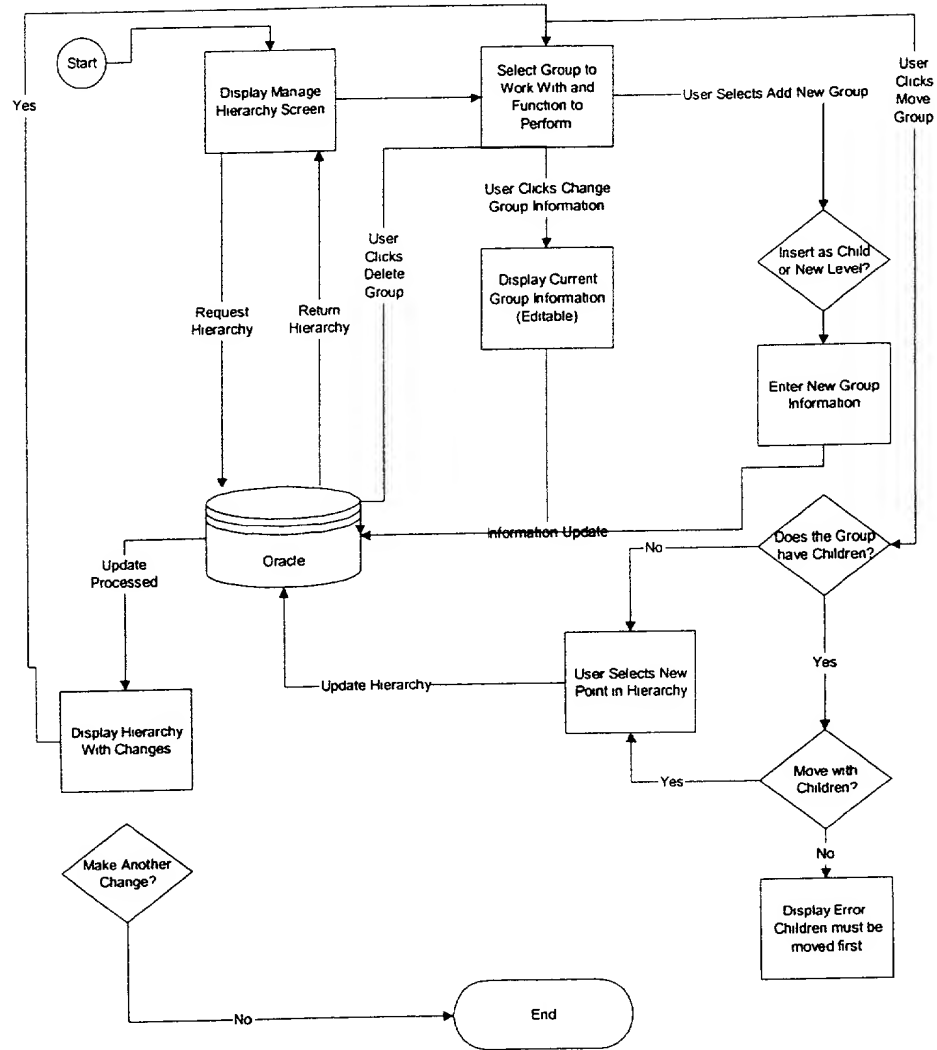 Start
Yes
Display Manage
Hierarchy Screen
Select Group to
Work With and
Function to
Perform
User Selects Add New Group
User
Clicks
Move
Group
User Clicks Change
Group Information
User
Clicks
Delete
Group
Insert as Child
or New Level?
Display Current
Group Information
(Editable)
Request
Hierarchy
Return
Hierarchy
Enter New Group
Information
Oracle
Information Update
Does the Group
have Children?
No
Update
Processed
Yes
User Selects New
Point in Hierarchy
Update Hierarchy
Display Hierarchy
With Changes
Move with
Children?
Yes
No
Make Another
Change?
Display Error
Children must be
moved first
No
End